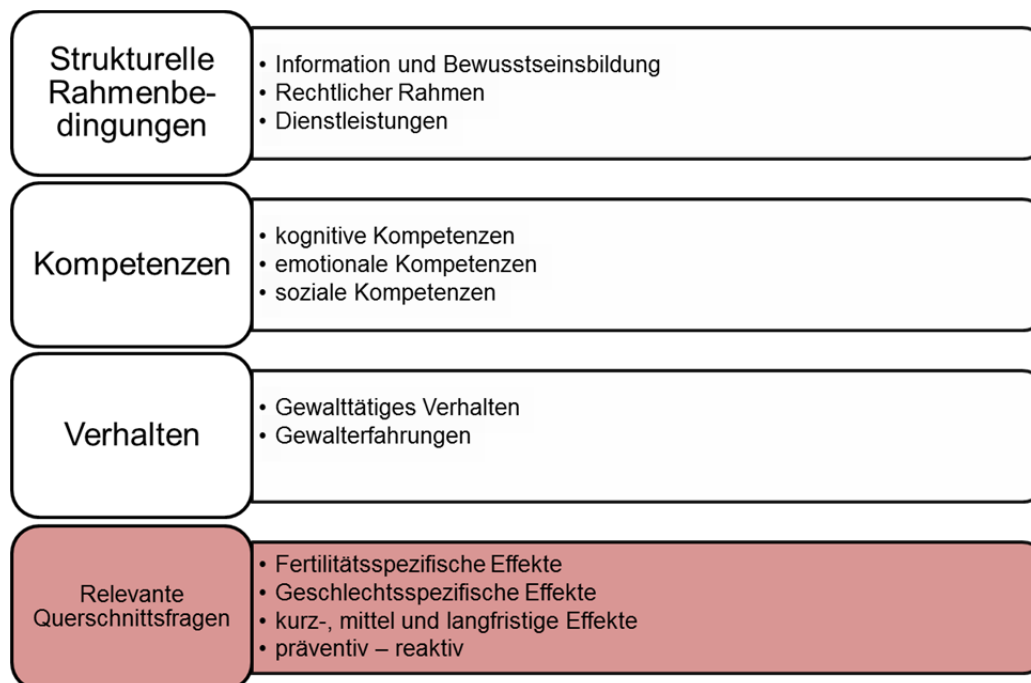 Strukturelle
Rahmenbe-
dingungen
• Information und Bewusstseinsbildung
• Rechtlicher Rahmen
• Dienstleistungen
Kompetenzen
• kognitive Kompetenzen
• emotionale Kompetenzen
• soziale Kompetenzen
Verhalten
• Gewalttätiges Verhalten
• Gewalterfahrungen
Relevante
Querschnittsfragen
• Fertilitätsspezifische Effekte
• Geschlechtsspezifische Effekte
• kurz-, mittel und langfristige Effekte
• präventiv – reaktiv